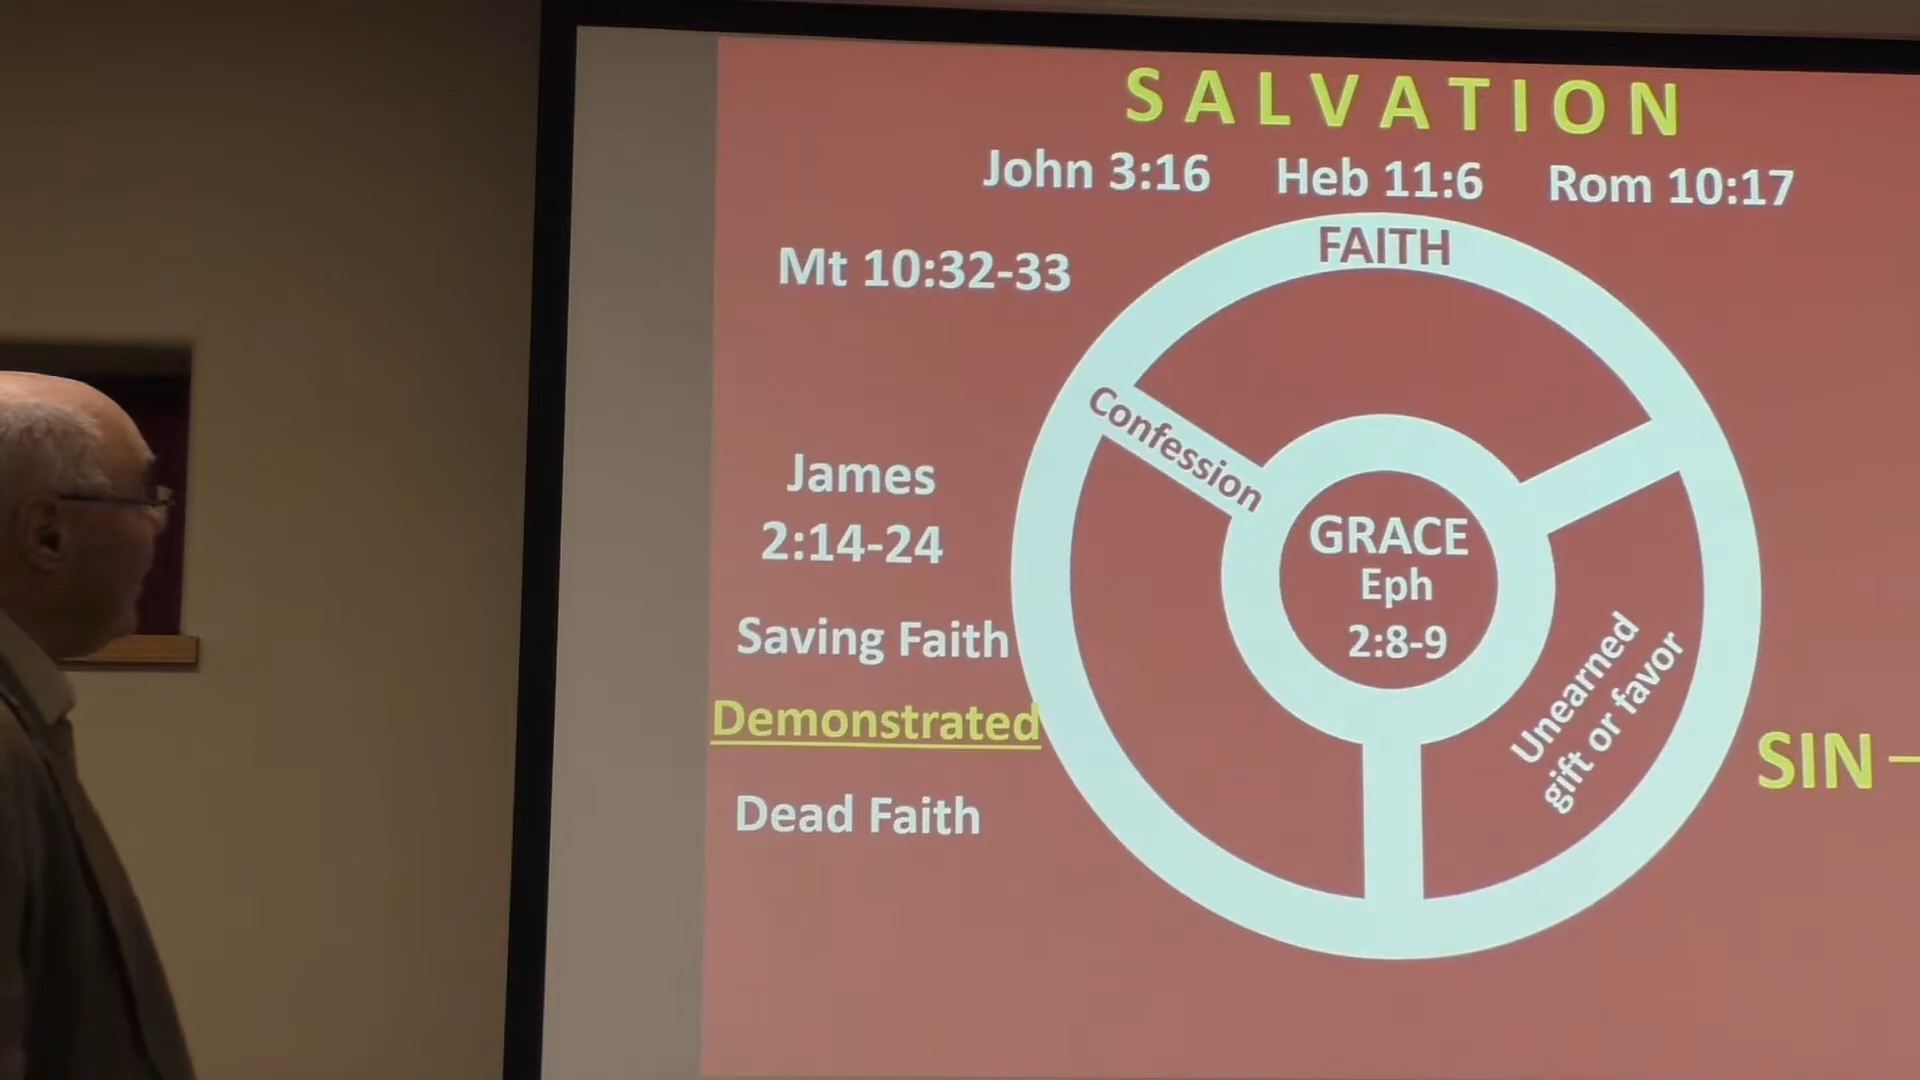 SALVATION
John 3:16 Heb 11:6 Rom 10:17
FAITH
Mt 10:32-33
Confession
James
2:14-24
Saving Faith
Demonstrated
Dead Faith
GRACE
Eph
2:8-9
Unearned
gift or favor
SIN –